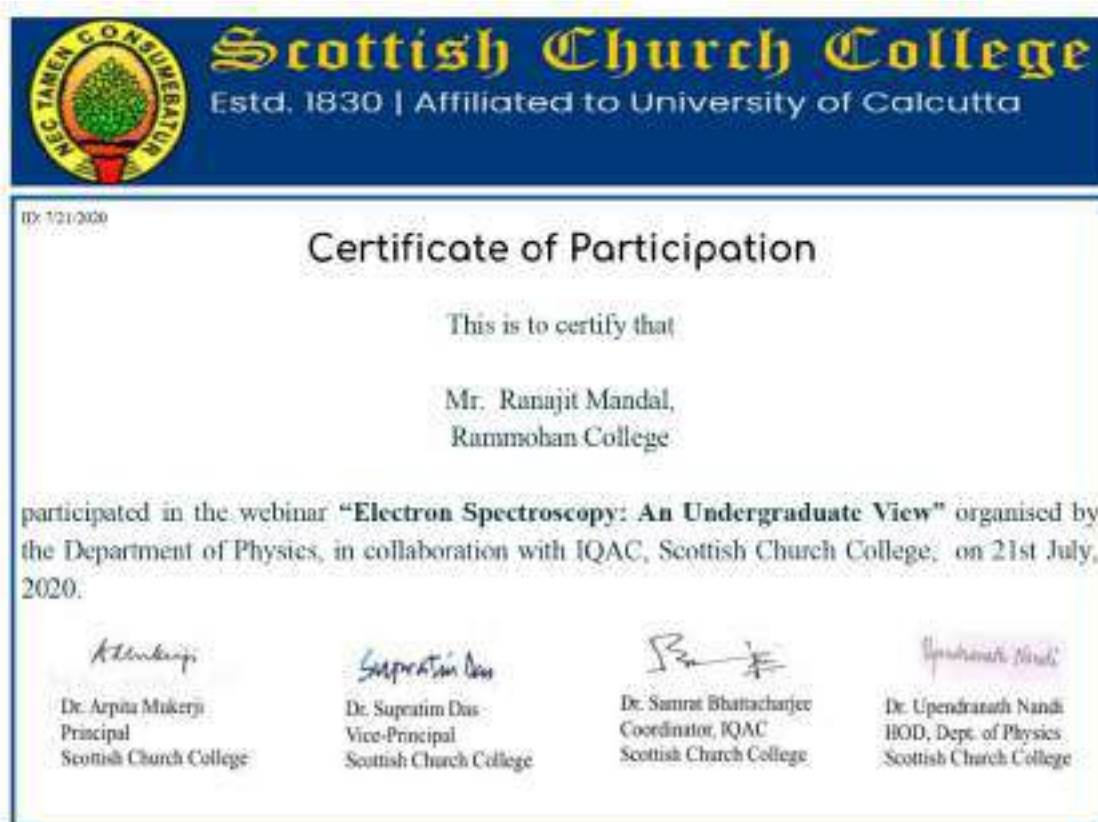 NEC TAMEN CONSUMEBATUR
Scottish Church College
Estd. 1830 | Affiliated to University of Calcutta
ID: 7/21/2020
Certificate of Participation
This is to certify that
Mr. Ranajit Mandal,
Rammohan College
participated in the webinar “Electron Spectroscopy: An Undergraduate View” organised by
the Department of Physics, in collaboration with IQAC, Scottish Church College, on 21st July,
2020.
Supratim Das
Upendranath Nandi
Dr. Arpita Mukerji
Principal
Scottish Church College
Dr. Supratim Das
Vice-Principal
Scottish Church College
Dr. Samrat Bhattacharjee
Coordinator, IQAC
Scottish Church College
Dr. Upendranath Nandi
HOD, Dept. of Physics
Scottish Church College